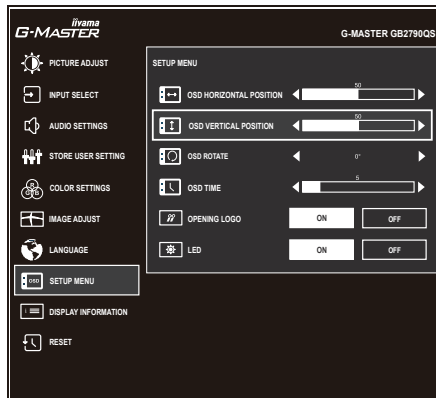 iiyama
G-MASTER
G-MASTER GB2790QS
PICTURE ADJUST
INPUT SELECT
AUDIO SETTINGS
STORE USER SETTING
COLOR SETTINGS
R
G B
IMAGE ADJUST
LANGUAGE
OSD
SETUP MENU
i
DISPLAY INFORMATION
RESET
SETUP MENU
OSD HORIZONTAL POSITION
50
OSD VERTICAL POSITION
50
OSD ROTATE
0°
OSD TIME
5
OPENING LOGO
ON
OFF
LED
ON
OFF